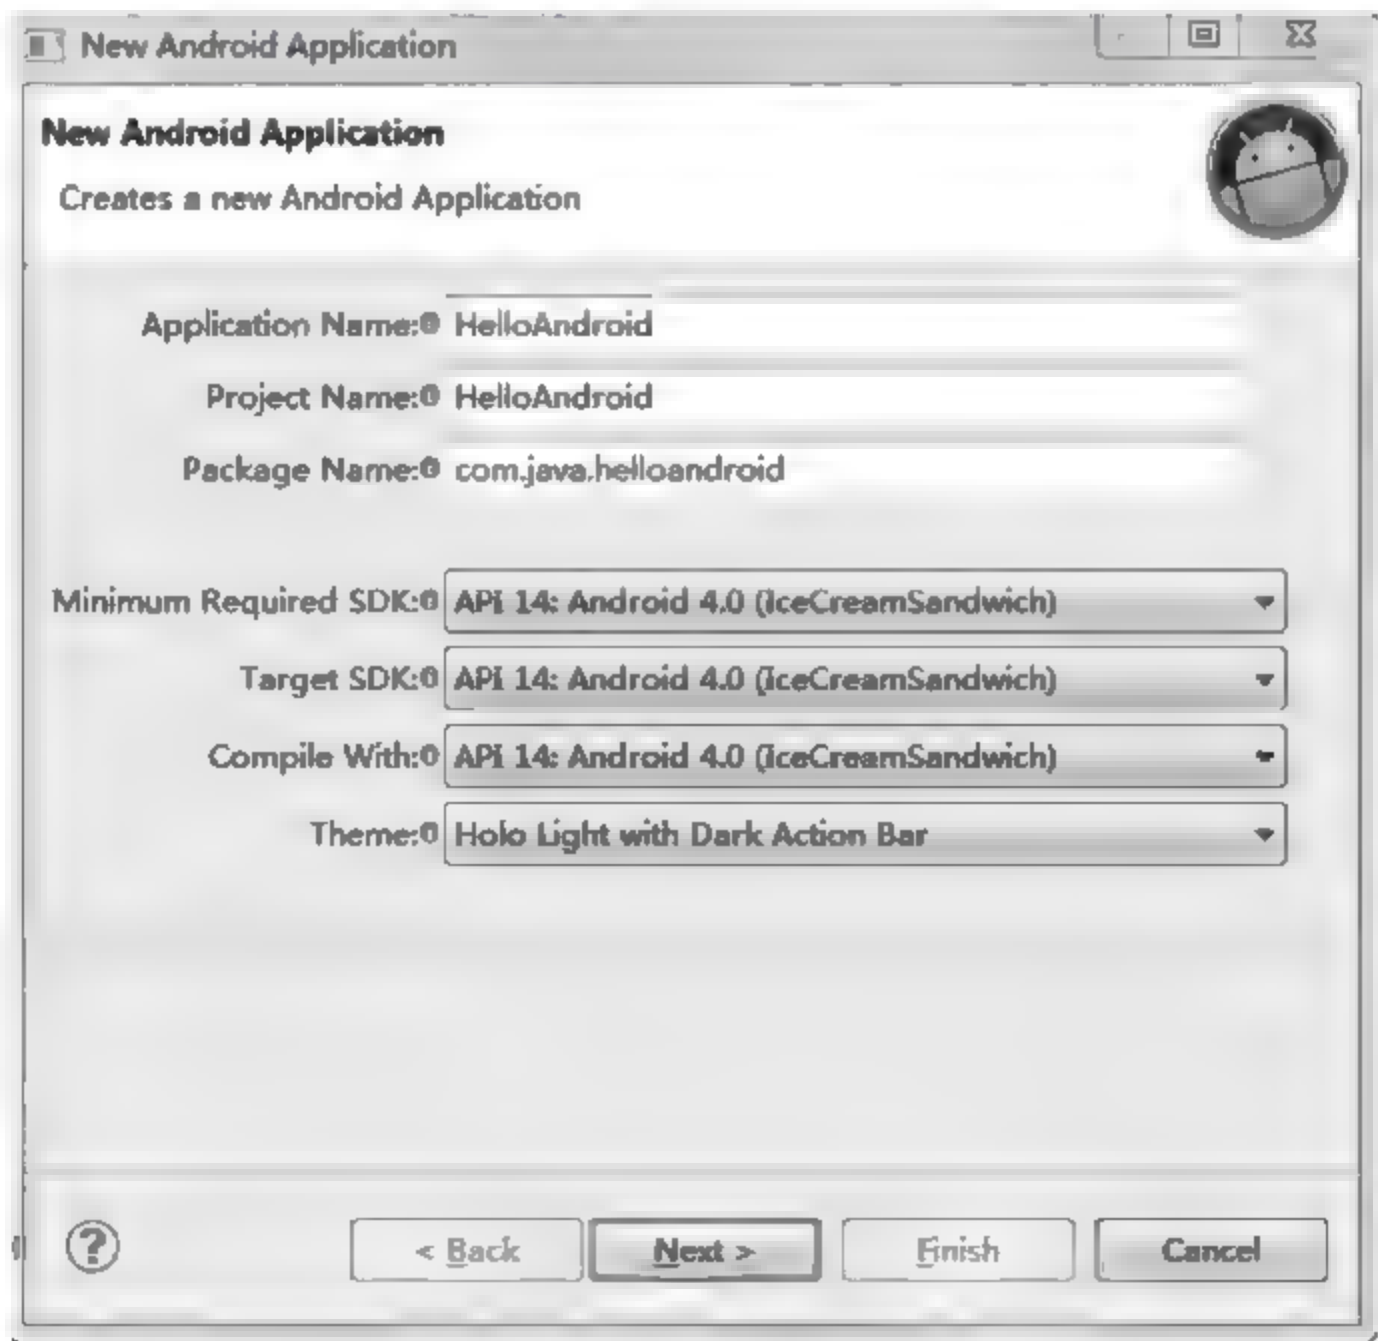 New Android Application
New Android Application
Creates a new Android Application
Application Name: HelloAndroid
Project Name: HelloAndroid
Package Name: com.java.helloandroid
Minimum Required SDK: API 14: Android 4.0 (IceCreamSandwich)
Target SDK: API 14: Android 4.0 (IceCreamSandwich)
Compile With: API 14: Android 4.0 (IceCreamSandwich)
Theme: Holo Light with Dark Action Bar
? < Back Next > Finish Cancel